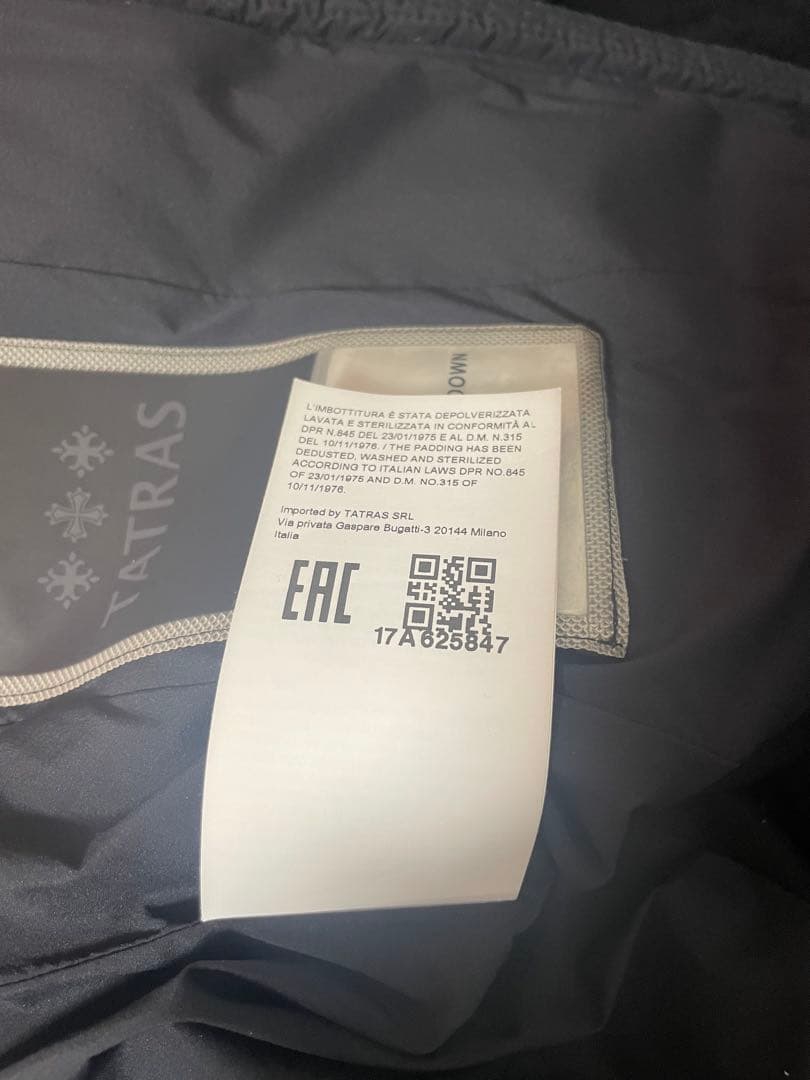 DOWN
TATRAS
L'IMBOTTITURA È STATA DEPOLVERIZZATA
LAVATA E STERILIZZATA IN CONFORMITÀ AL
DPR N.845 DEL 23/01/1975 E AL D.M. N.315
DEL 10/11/1976. / THE PADDING HAS BEEN
DEDUSTED, WASHED AND STERILIZED
ACCORDING TO ITALIAN LAWS DPR NO.845
OF 23/01/1975 AND D.M. NO.315 OF
10/11/1976.
Imported by TATRAS SRL
Via privata Gaspare Bugatti-3 20144 Milano
Italia
EAC
17A625847